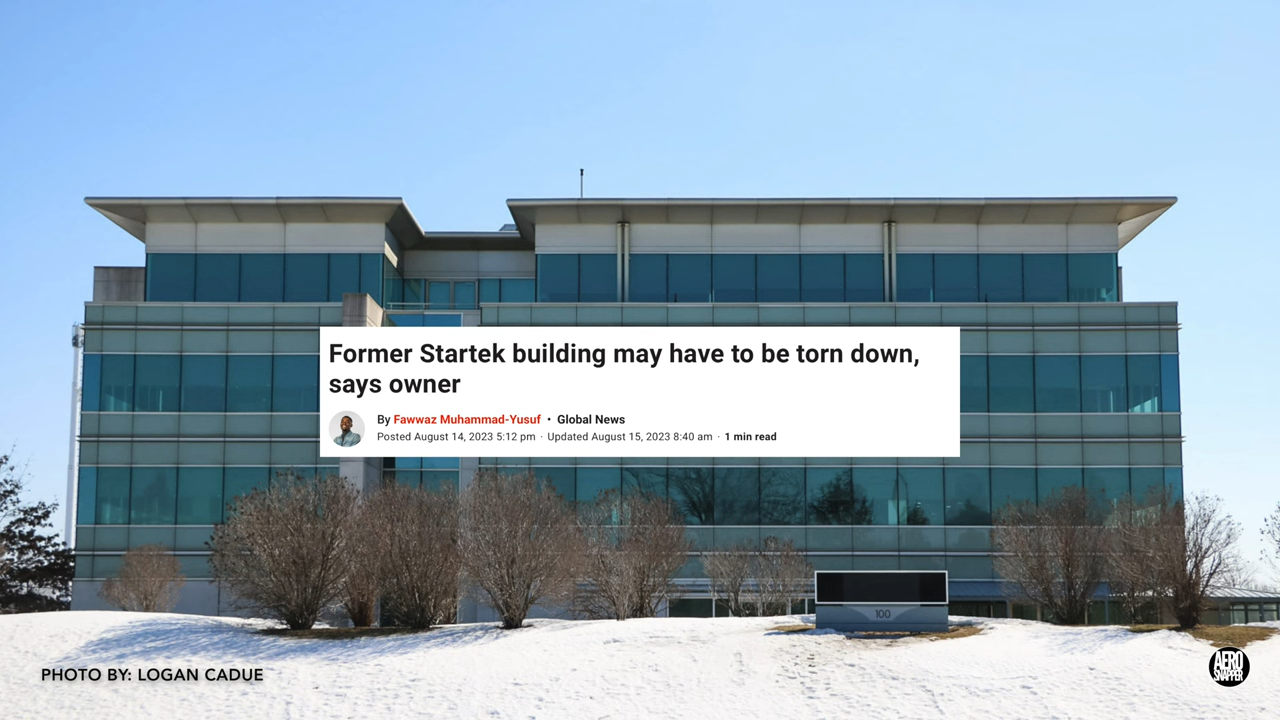 Former Startek building may have to be torn down,
says owner
By Fawwaz Muhammad-Yusuf • Global News
Posted August 14, 2023 5:12 pm · Updated August 15, 2023 8:40 am · 1 min read
100
PHOTO BY: LOGAN CADUE
AERO
SNAPPER